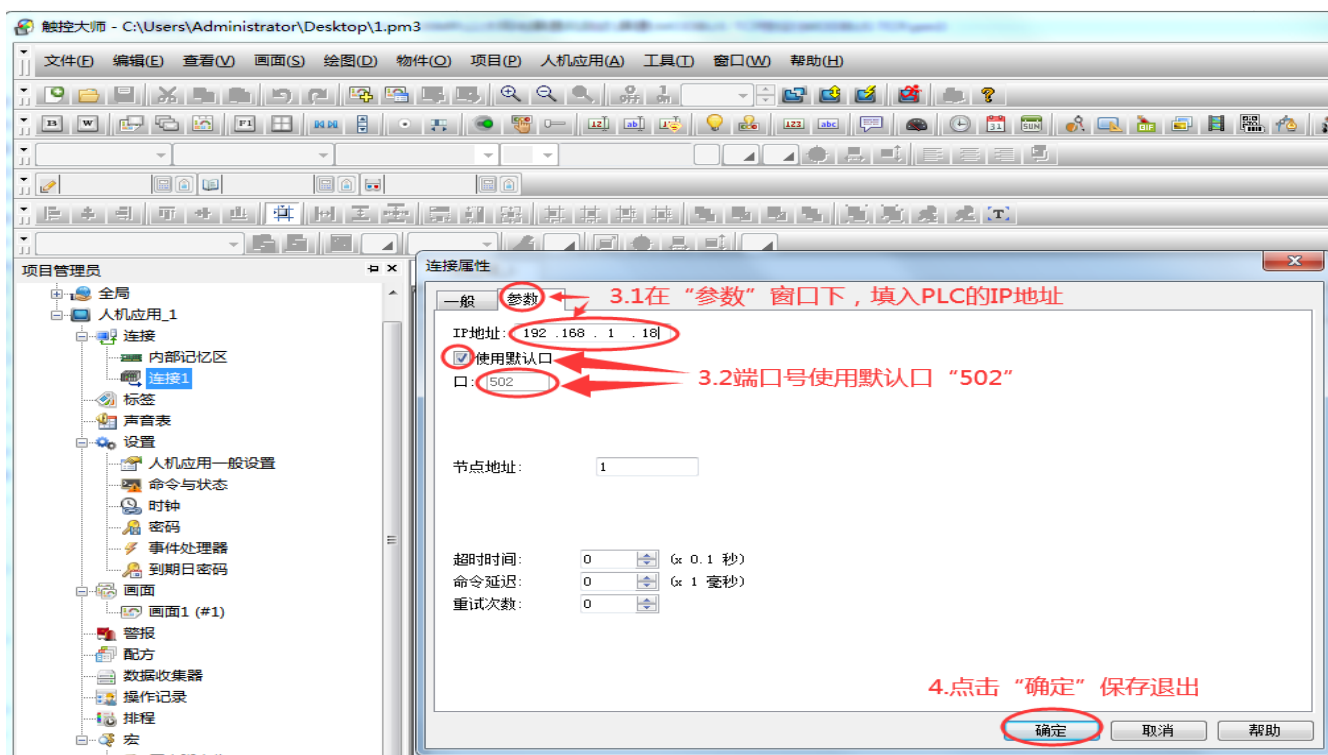 触控大师 - C:\Users\Administrator\Desktop\1.pm3
文件(F) 编辑(E) 查看(V) 画面(S) 绘图(D) 物件(O) 项目(P) 人机应用(A) 工具(T) 窗口(W) 帮助(H)
项目管理员
全局
人机应用_1
连接
内部记忆区
连接1
标签
声音表
设置
人机应用一般设置
命令与状态
时钟
密码
事件处理器
到期日密码
画面
画面1 (#1)
警报
配方
数据收集器
操作记录
排程
宏
连接属性
一般 参数 3.1在“参数”窗口下，填入PLC的IP地址
IP地址: 192 .168 . 1 . 18
使用默认口
口: 502 3.2端口号使用默认口“502”
节点地址: 1
超时时间: 0 (x 0.1 秒)
命令延迟: 0 (x 1 毫秒)
重试次数: 0
4.点击“确定”保存退出
确定 取消 帮助